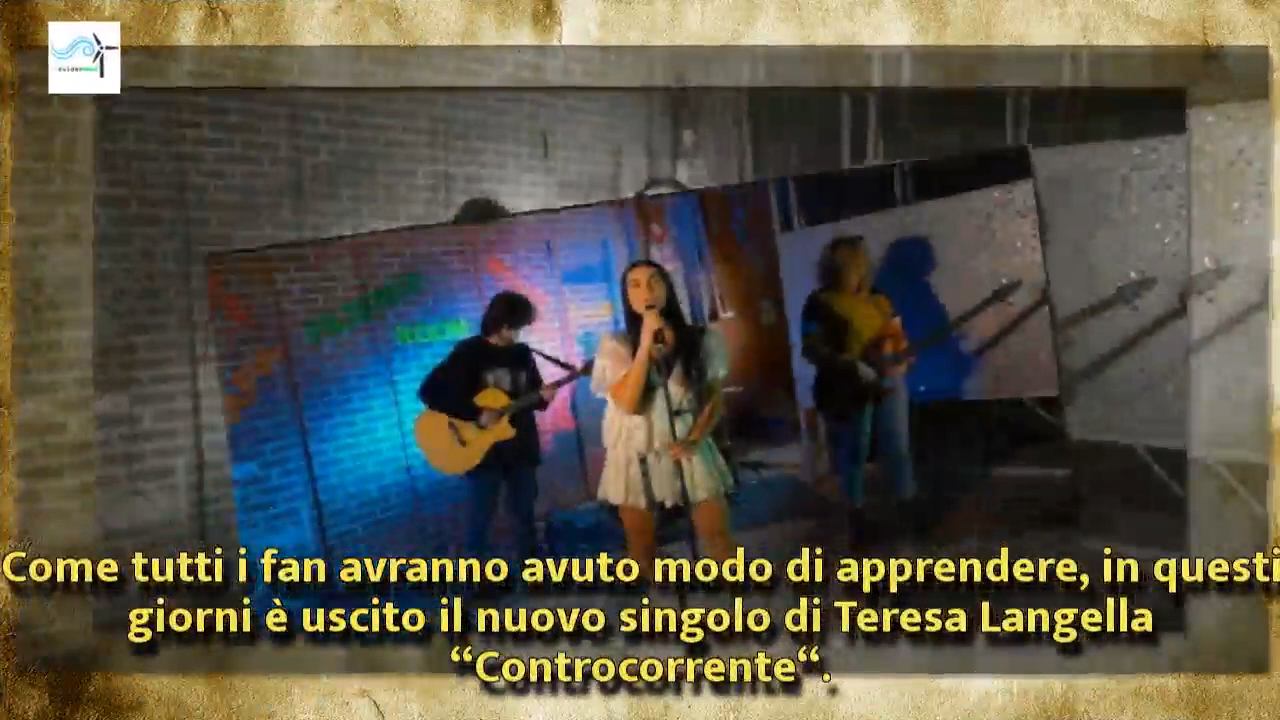 Come tutti i fan avranno avuto modo di apprendere, in questi
giorni è uscito il nuovo singolo di Teresa Langella
“Controcorrente“.